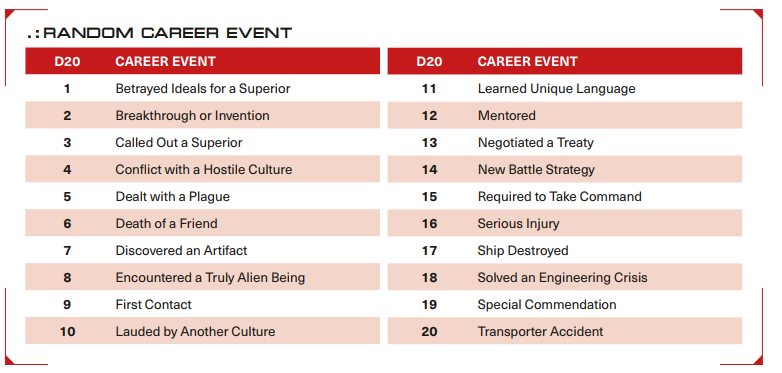 .:RANDOM CAREER EVENT
D20 CAREER EVENT
1 Betrayed Ideals for a Superior
2 Breakthrough or Invention
3 Called Out a Superior
4 Conflict with a Hostile Culture
5 Dealt with a Plague
6 Death of a Friend
7 Discovered an Artifact
8 Encountered a Truly Alien Being
9 First Contact
10 Lauded by Another Culture
D20 CAREER EVENT
11 Learned Unique Language
12 Mentored
13 Negotiated a Treaty
14 New Battle Strategy
15 Required to Take Command
16 Serious Injury
17 Ship Destroyed
18 Solved an Engineering Crisis
19 Special Commendation
20 Transporter Accident